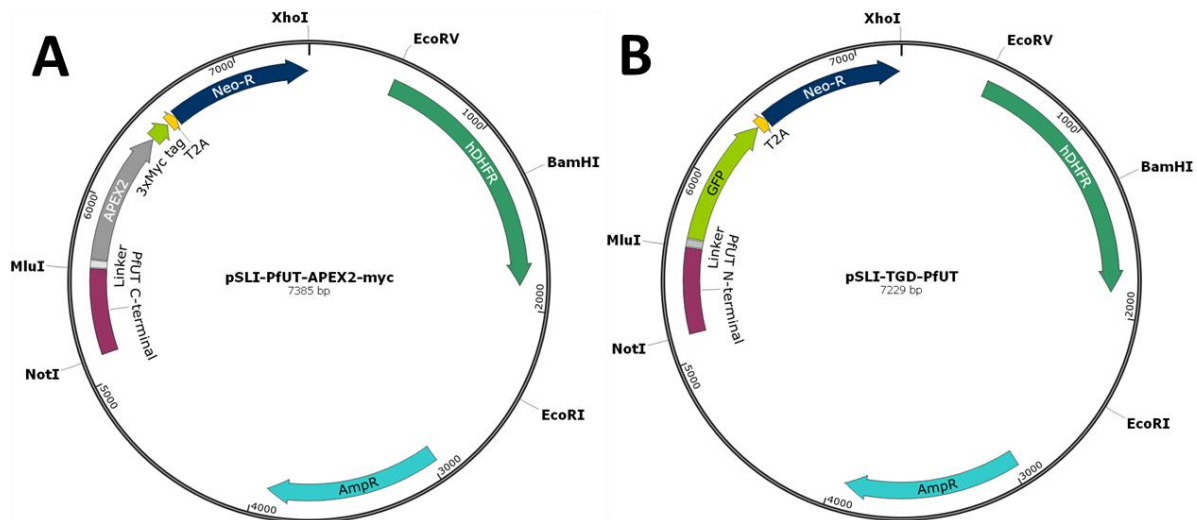 A
XhoI
EcoRV
7000
Neo-R
1000
hDHFR
T2A
3xMyc tag
BamHI
APEX2
6000
MluI
Linker
PfUT C-terminal
pSLI-PfUT-APEX2-myc
7385 bp
2000
NotI
5000
EcoRI
3000
AmpR
4000
B
XhoI
EcoRV
7000
Neo-R
1000
hDHFR
T2A
BamHI
GFP
6000
MluI
Linker
PfUT N-terminal
pSLI-TGD-PfUT
7229 bp
2000
NotI
5000
EcoRI
3000
AmpR
4000